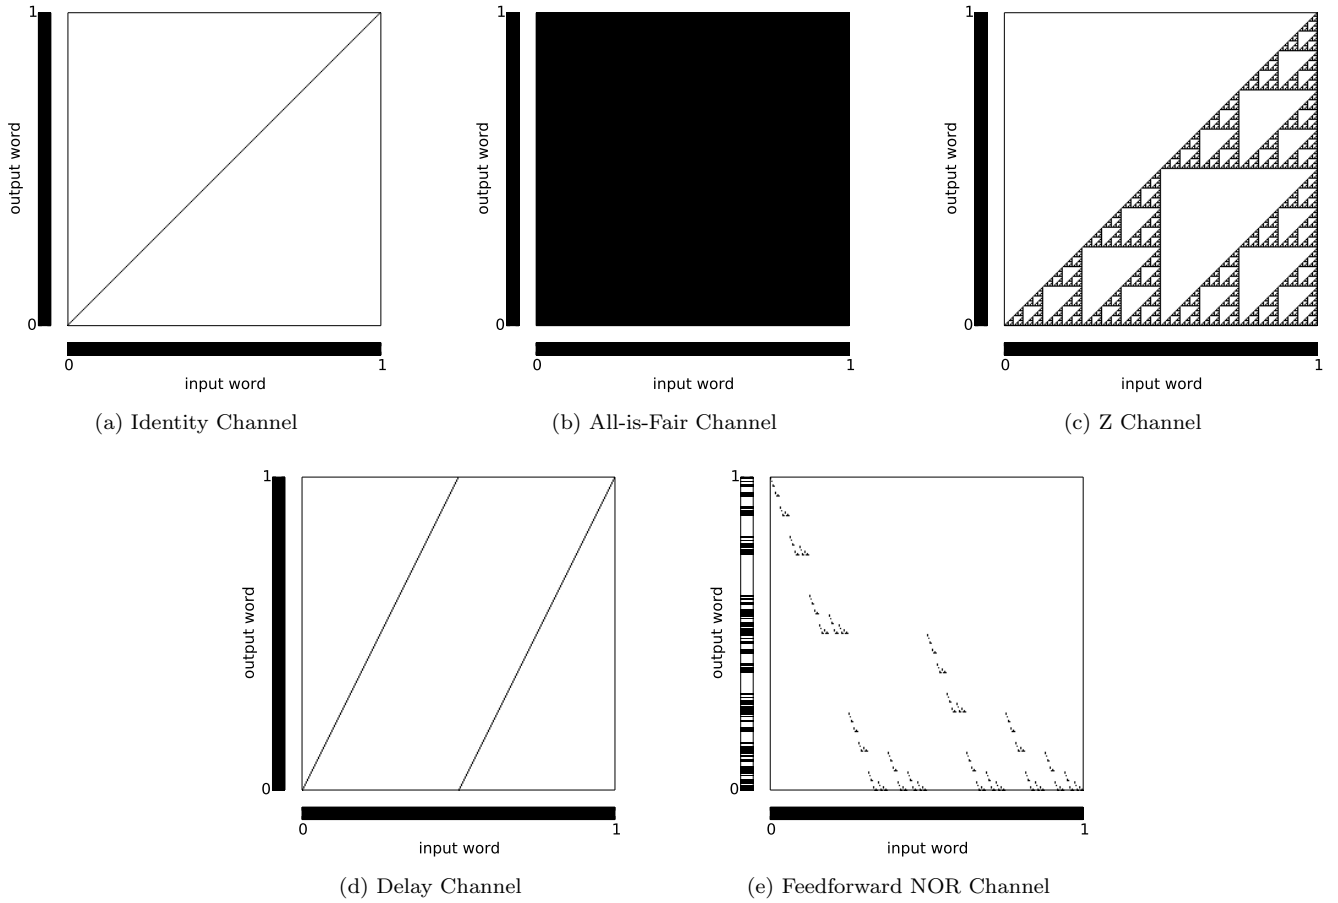 1
output word
0
0 1
input word
(a) Identity Channel
1
output word
0
0 1
input word
(b) All-is-Fair Channel
1
output word
0
0 1
input word
(c) Z Channel
1
output word
0
0 1
input word
(d) Delay Channel
1
output word
0
0 1
input word
(e) Feedforward NOR Channel